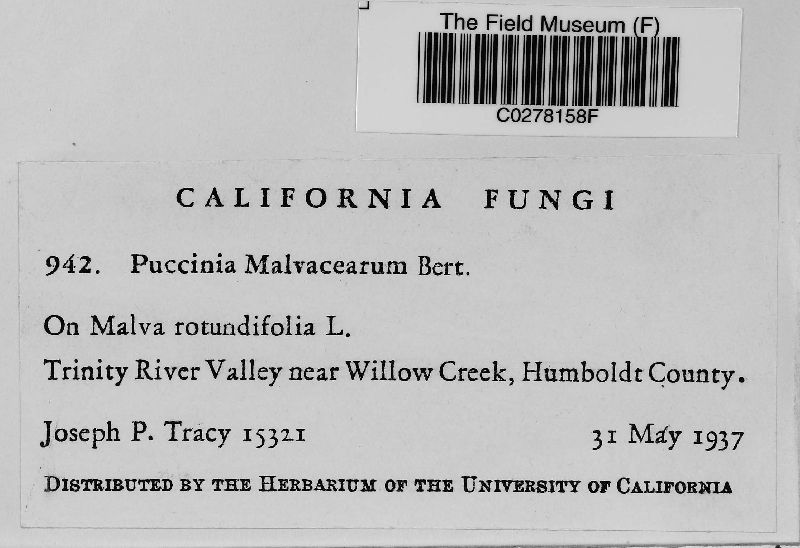 The Field Museum (F)
C0278158F
CALIFORNIA FUNGI
942. Puccinia Malvacearum Bert.
On Malva rotundifolia L.
Trinity River Valley near Willow Creek, Humboldt County.
Joseph P. Tracy 15321 31 May 1937
DISTRIBUTED BY THE HERBARIUM OF THE UNIVERSITY OF CALIFORNIA